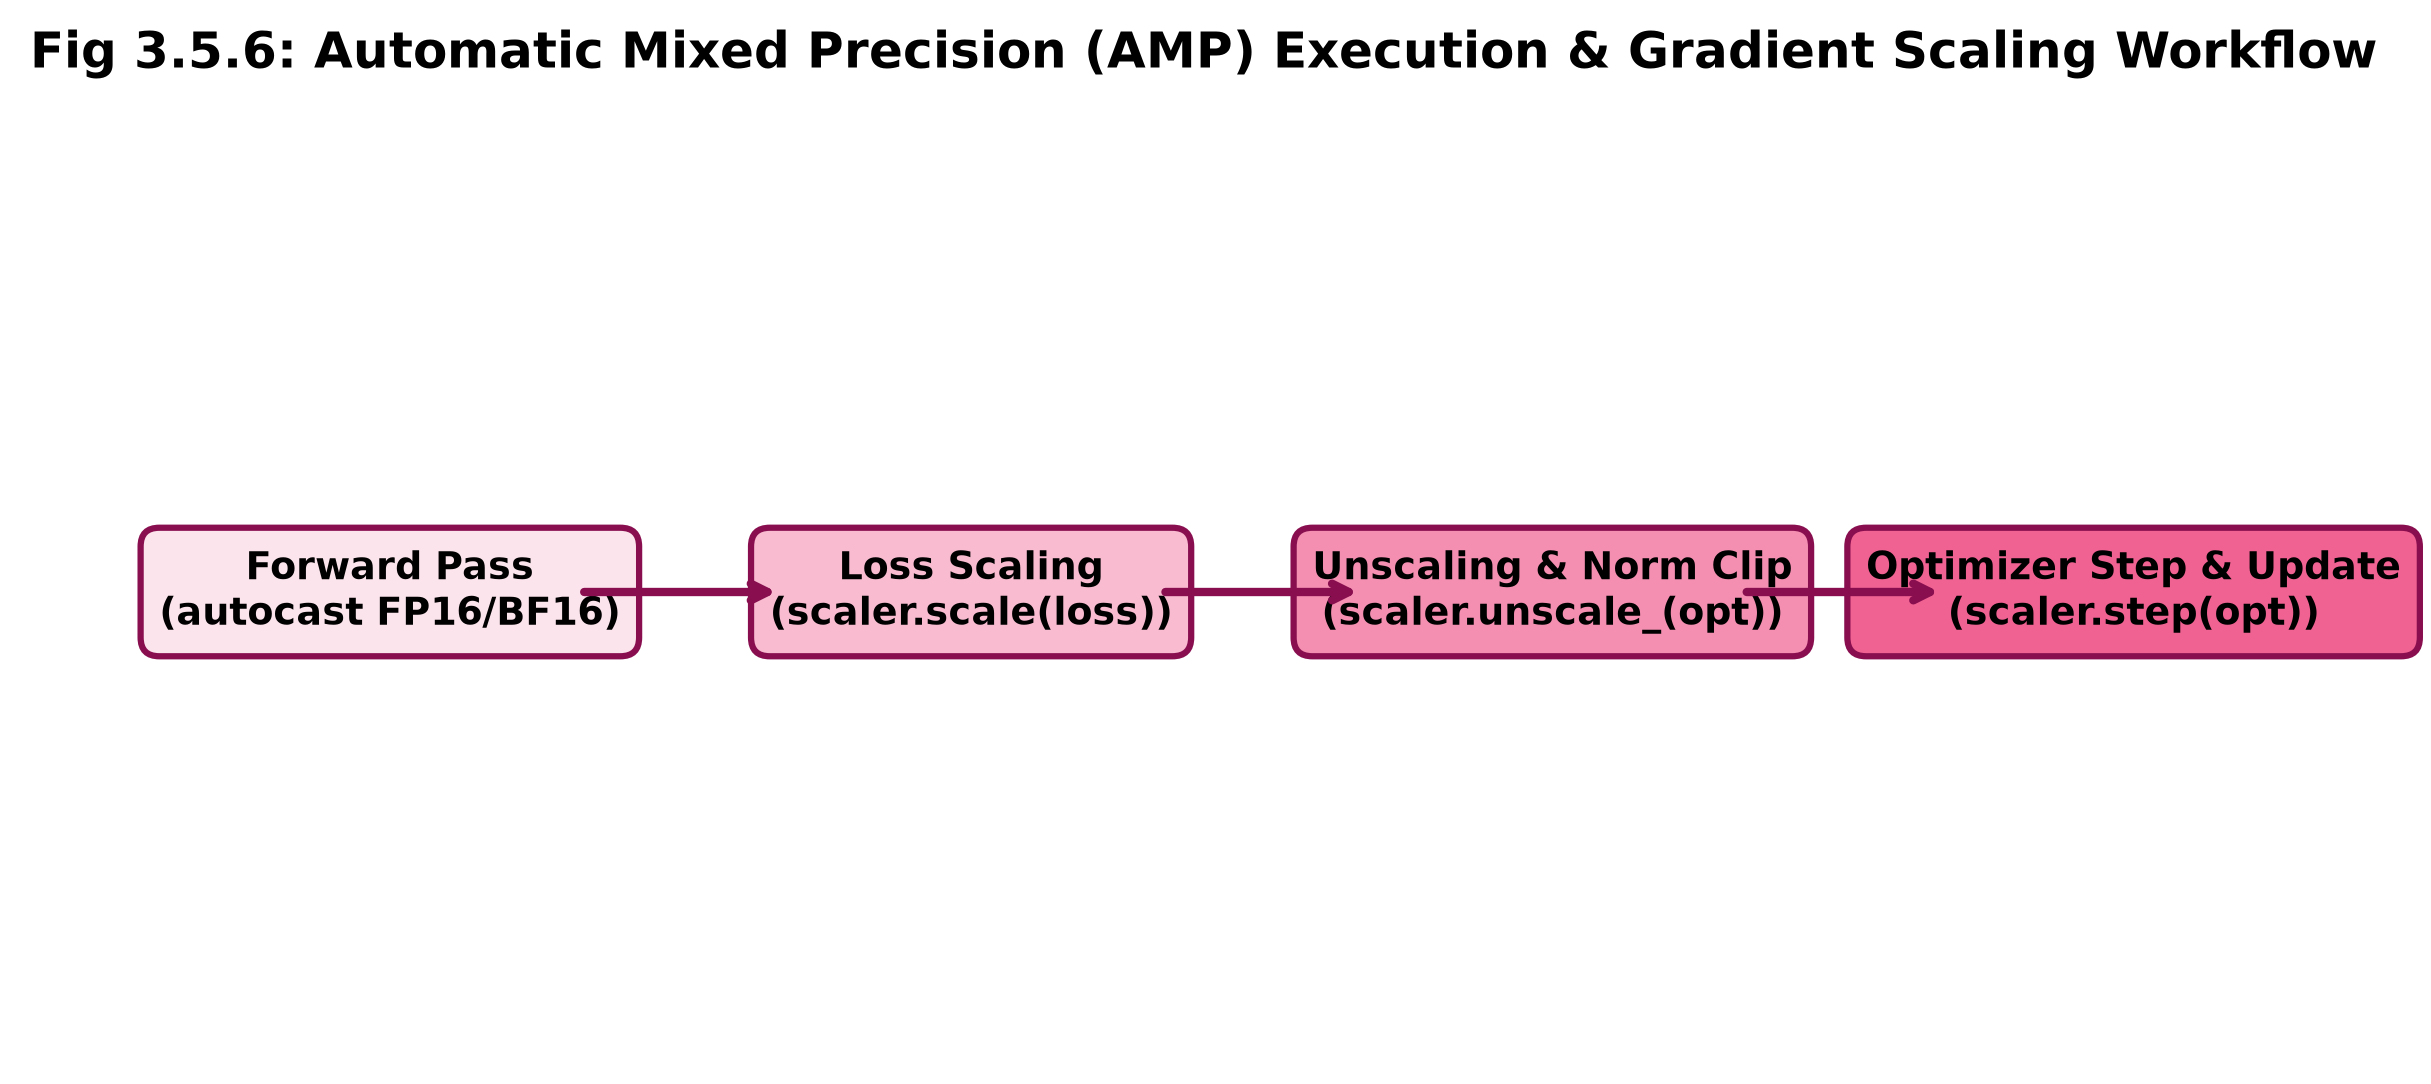 Fig 3.5.6: Automatic Mixed Precision (AMP) Execution & Gradient Scaling Workflow
Forward Pass
(autocast FP16/BF16)
Loss Scaling
(scaler.scale(loss))
Unscaling & Norm Clip
(scaler.unscale_(opt))
Optimizer Step & Update
(scaler.step(opt))